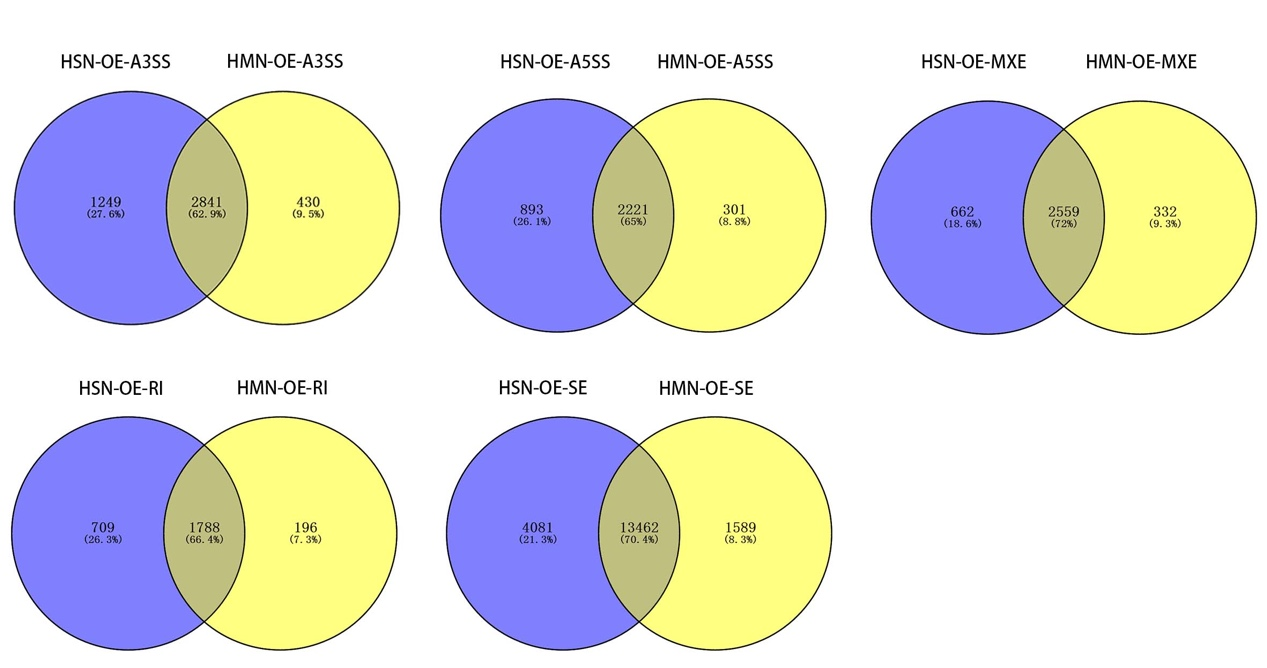 HSN-OE-A3SS HMN-OE-A3SS
1249 2841 430
(27.6%) (62.9%) (9.5%)
HSN-OE-A5SS HMN-OE-A5SS
893 2221 301
(26.1%) (65%) (8.8%)
HSN-OE-MXE HMN-OE-MXE
662 2559 332
(18.6%) (72%) (9.3%)
HSN-OE-RI HMN-OE-RI
709 1788 196
(26.3%) (66.4%) (7.3%)
HSN-OE-SE HMN-OE-SE
4081 13462 1589
(21.3%) (70.4%) (8.3%)